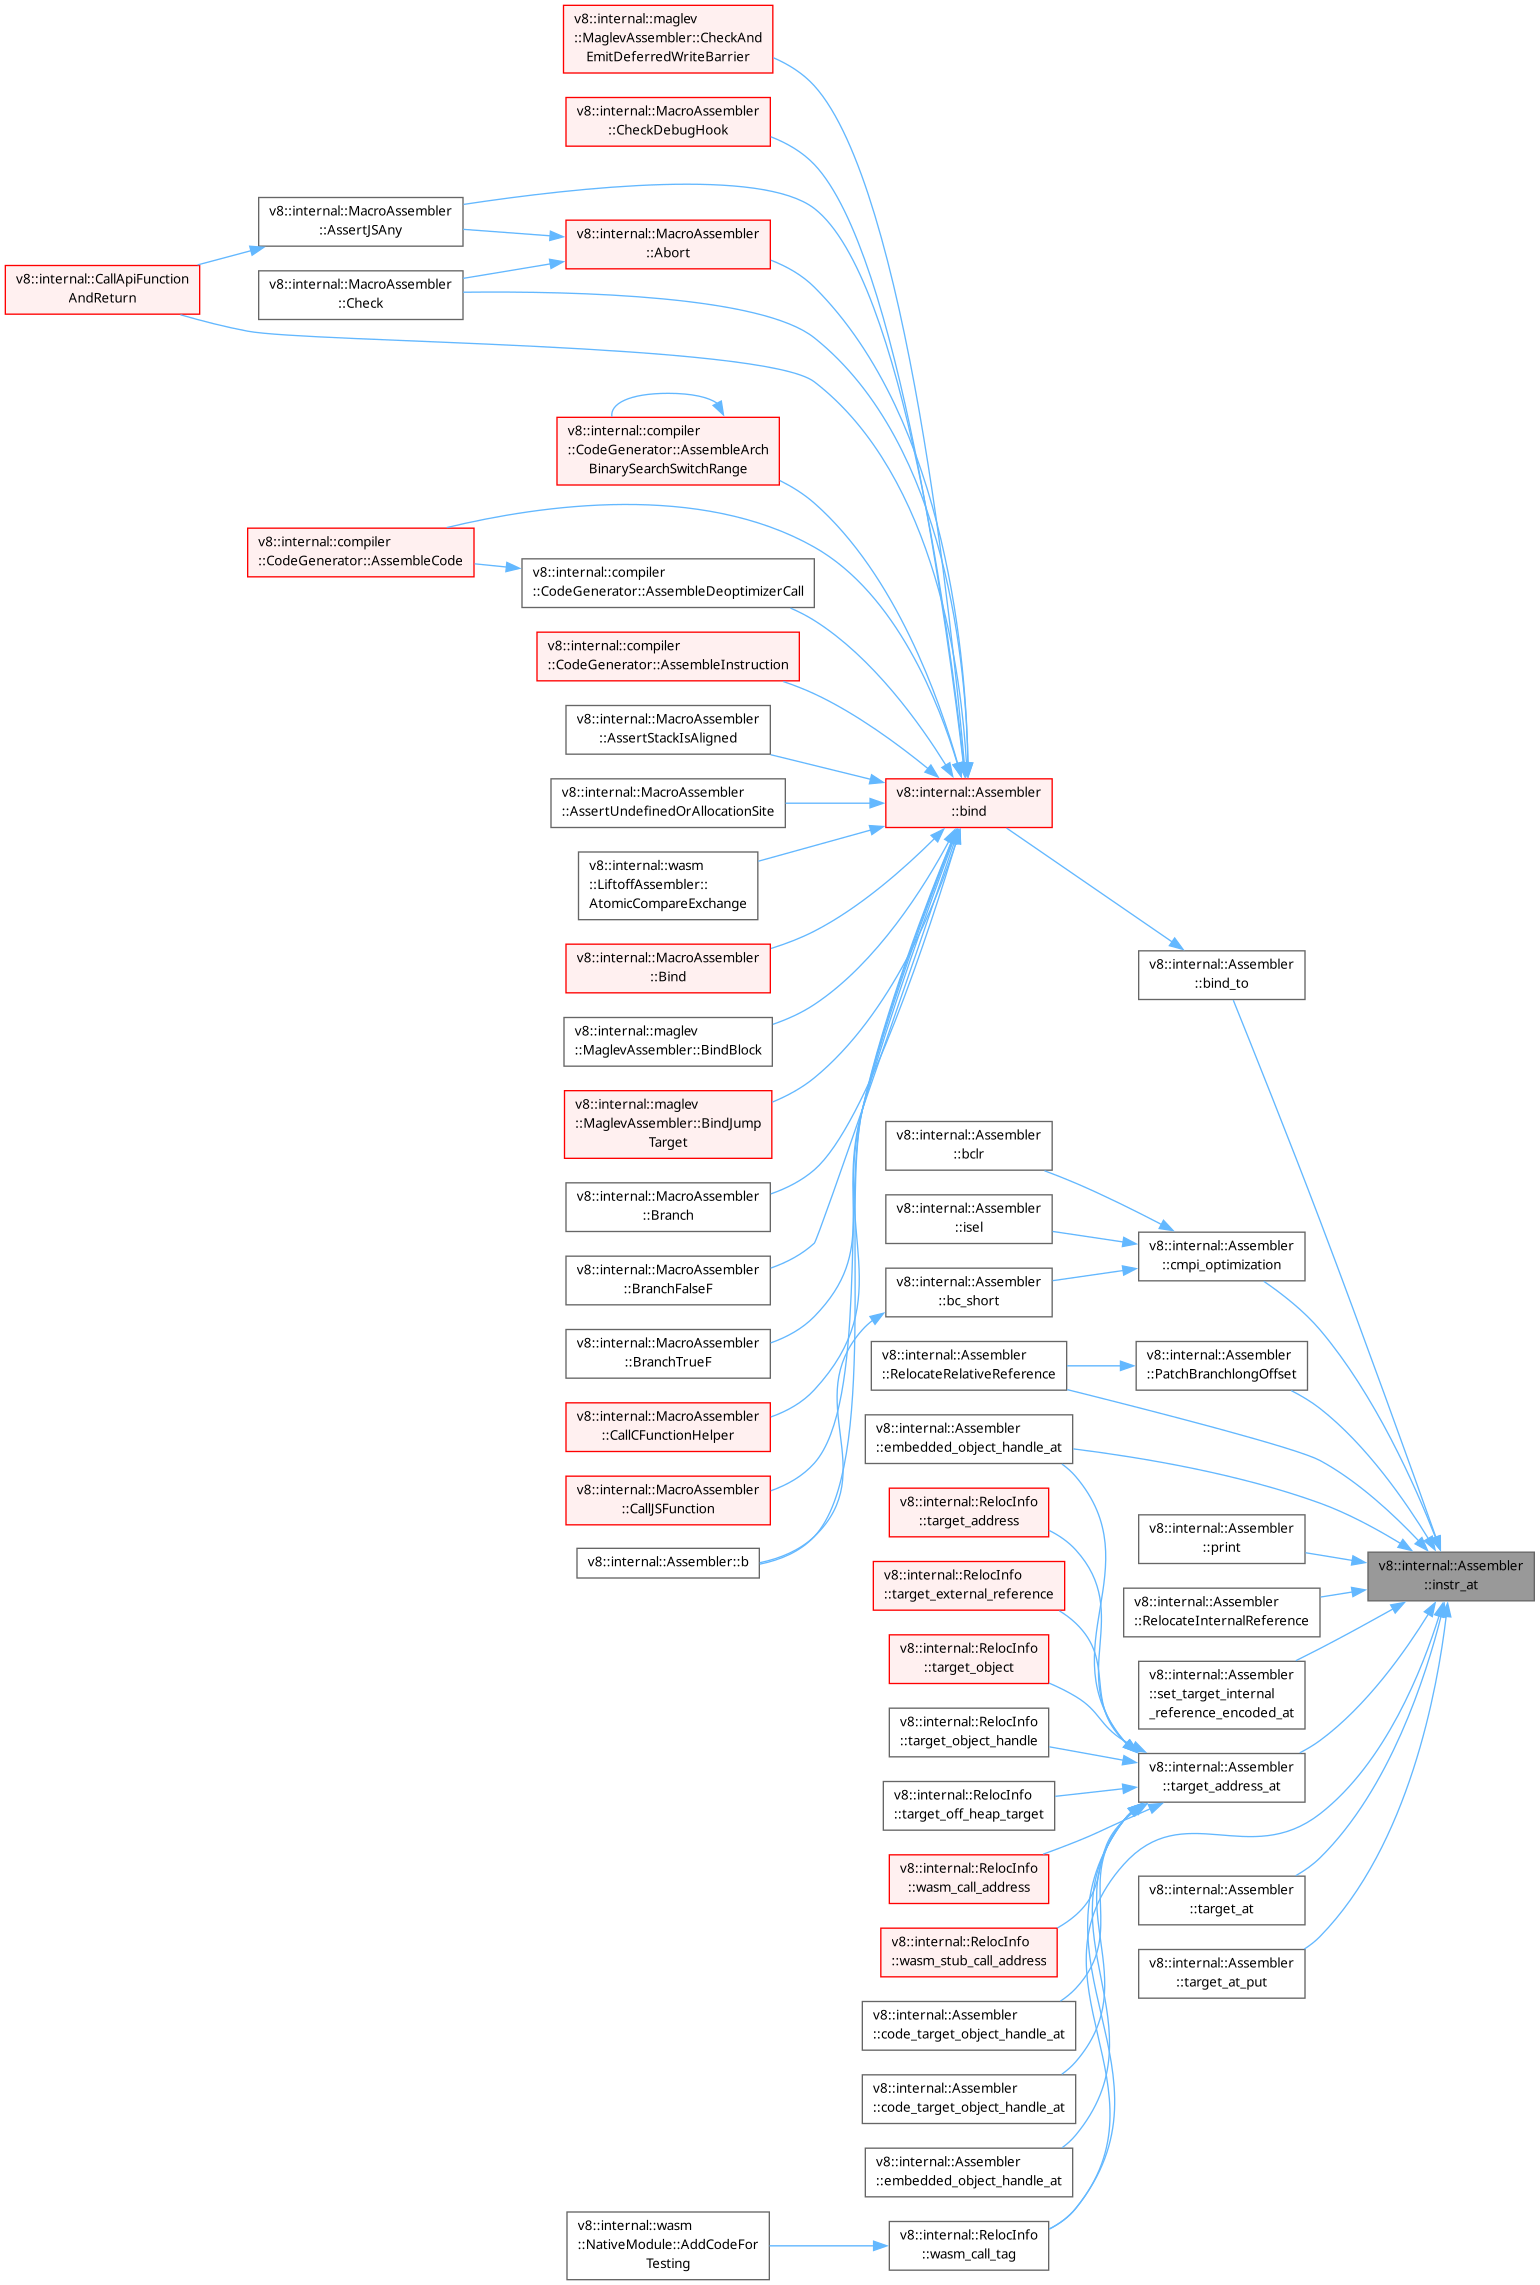 v8::internal::maglev
::MaglevAssembler::CheckAnd
EmitDeferredWriteBarrier
v8::internal::MacroAssembler
::CheckDebugHook
v8::internal::MacroAssembler
::AssertJSAny
v8::internal::MacroAssembler
::Abort
v8::internal::CallApiFunction
AndReturn
v8::internal::MacroAssembler
::Check
v8::internal::compiler
::CodeGenerator::AssembleArch
BinarySearchSwitchRange
v8::internal::compiler
::CodeGenerator::AssembleCode
v8::internal::compiler
::CodeGenerator::AssembleDeoptimizerCall
v8::internal::compiler
::CodeGenerator::AssembleInstruction
v8::internal::MacroAssembler
::AssertStackIsAligned
v8::internal::MacroAssembler
::AssertUndefinedOrAllocationSite
v8::internal::Assembler
::bind
v8::internal::wasm
::LiftoffAssembler::
AtomicCompareExchange
v8::internal::MacroAssembler
::Bind
v8::internal::Assembler
::bind_to
v8::internal::maglev
::MaglevAssembler::BindBlock
v8::internal::maglev
::MaglevAssembler::BindJump
Target
v8::internal::Assembler
::bclr
v8::internal::MacroAssembler
::Branch
v8::internal::Assembler
::isel
v8::internal::Assembler
::cmpi_optimization
v8::internal::MacroAssembler
::BranchFalseF
v8::internal::Assembler
::bc_short
v8::internal::MacroAssembler
::BranchTrueF
v8::internal::Assembler
::RelocateRelativeReference
v8::internal::Assembler
::PatchBranchlongOffset
v8::internal::MacroAssembler
::CallCFunctionHelper
v8::internal::Assembler
::embedded_object_handle_at
v8::internal::MacroAssembler
::CallJSFunction
v8::internal::RelocInfo
::target_address
v8::internal::Assembler
::print
v8::internal::Assembler::b
v8::internal::Assembler
::instr_at
v8::internal::RelocInfo
::target_external_reference
v8::internal::Assembler
::RelocateInternalReference
v8::internal::RelocInfo
::target_object
v8::internal::Assembler
::set_target_internal
_reference_encoded_at
v8::internal::RelocInfo
::target_object_handle
v8::internal::Assembler
::target_address_at
v8::internal::RelocInfo
::target_off_heap_target
v8::internal::RelocInfo
::wasm_call_address
v8::internal::Assembler
::target_at
v8::internal::RelocInfo
::wasm_stub_call_address
v8::internal::Assembler
::target_at_put
v8::internal::Assembler
::code_target_object_handle_at
v8::internal::Assembler
::code_target_object_handle_at
v8::internal::Assembler
::embedded_object_handle_at
v8::internal::wasm
::NativeModule::AddCodeFor
Testing
v8::internal::RelocInfo
::wasm_call_tag